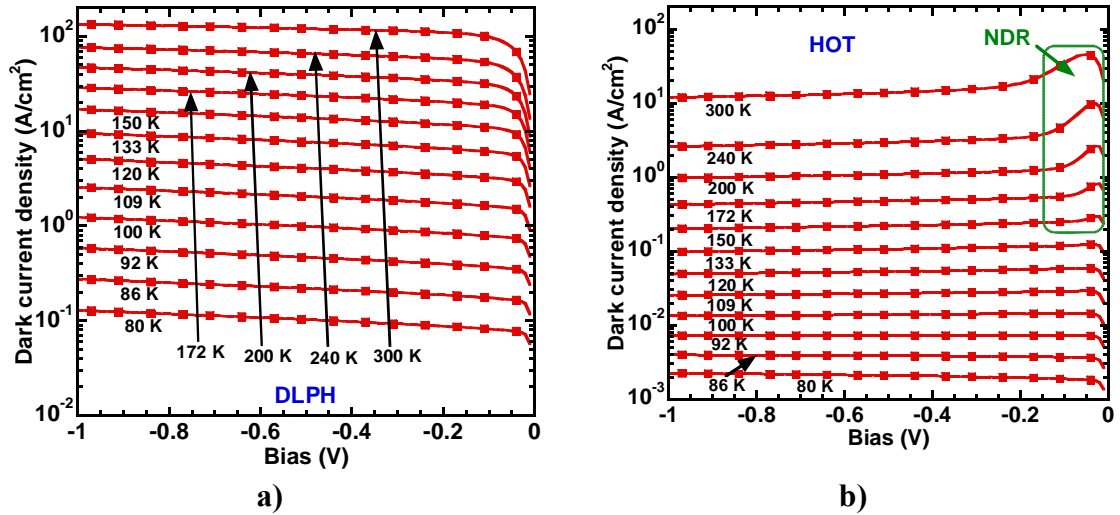 Dark current density (A/cm²)
10²
10¹
10⁰
10⁻¹
10⁻²
150 K
133 K
120 K
109 K
100 K
92 K
86 K
80 K
172 K
200 K
240 K
300 K
DLPH
-1
-0.8
-0.6
-0.4
-0.2
0
Bias (V)
a)
Dark current density (A/cm²)
10²
10¹
10⁰
10⁻¹
10⁻²
10⁻³
HOT
NDR
300 K
240 K
200 K
172 K
150 K
133 K
120 K
109 K
100 K
92 K
86 K
80 K
-1
-0.8
-0.6
-0.4
-0.2
0
Bias (V)
b)